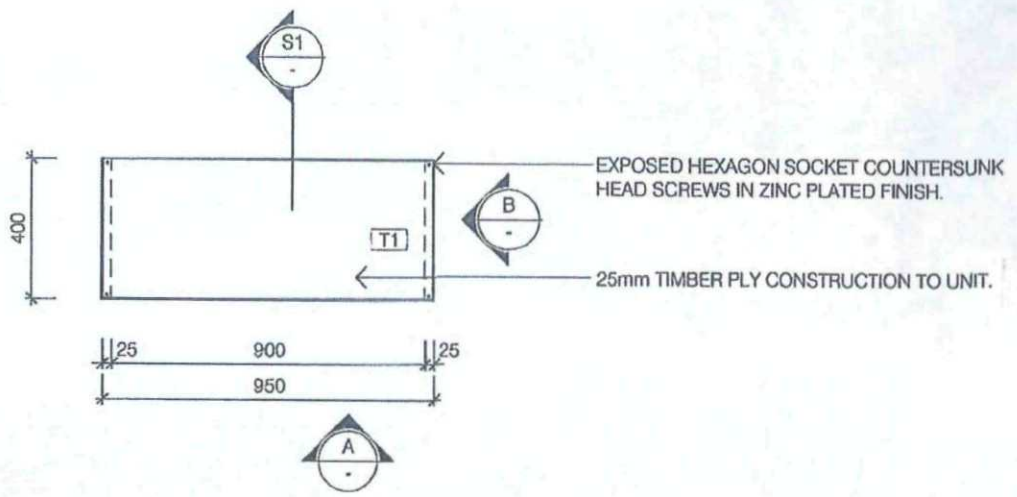 S1
-
EXPOSED HEXAGON SOCKET COUNTERSUNK
HEAD SCREWS IN ZINC PLATED FINISH.
B
-
400
T1
25mm TIMBER PLY CONSTRUCTION TO UNIT.
25 900 25
950
A
-